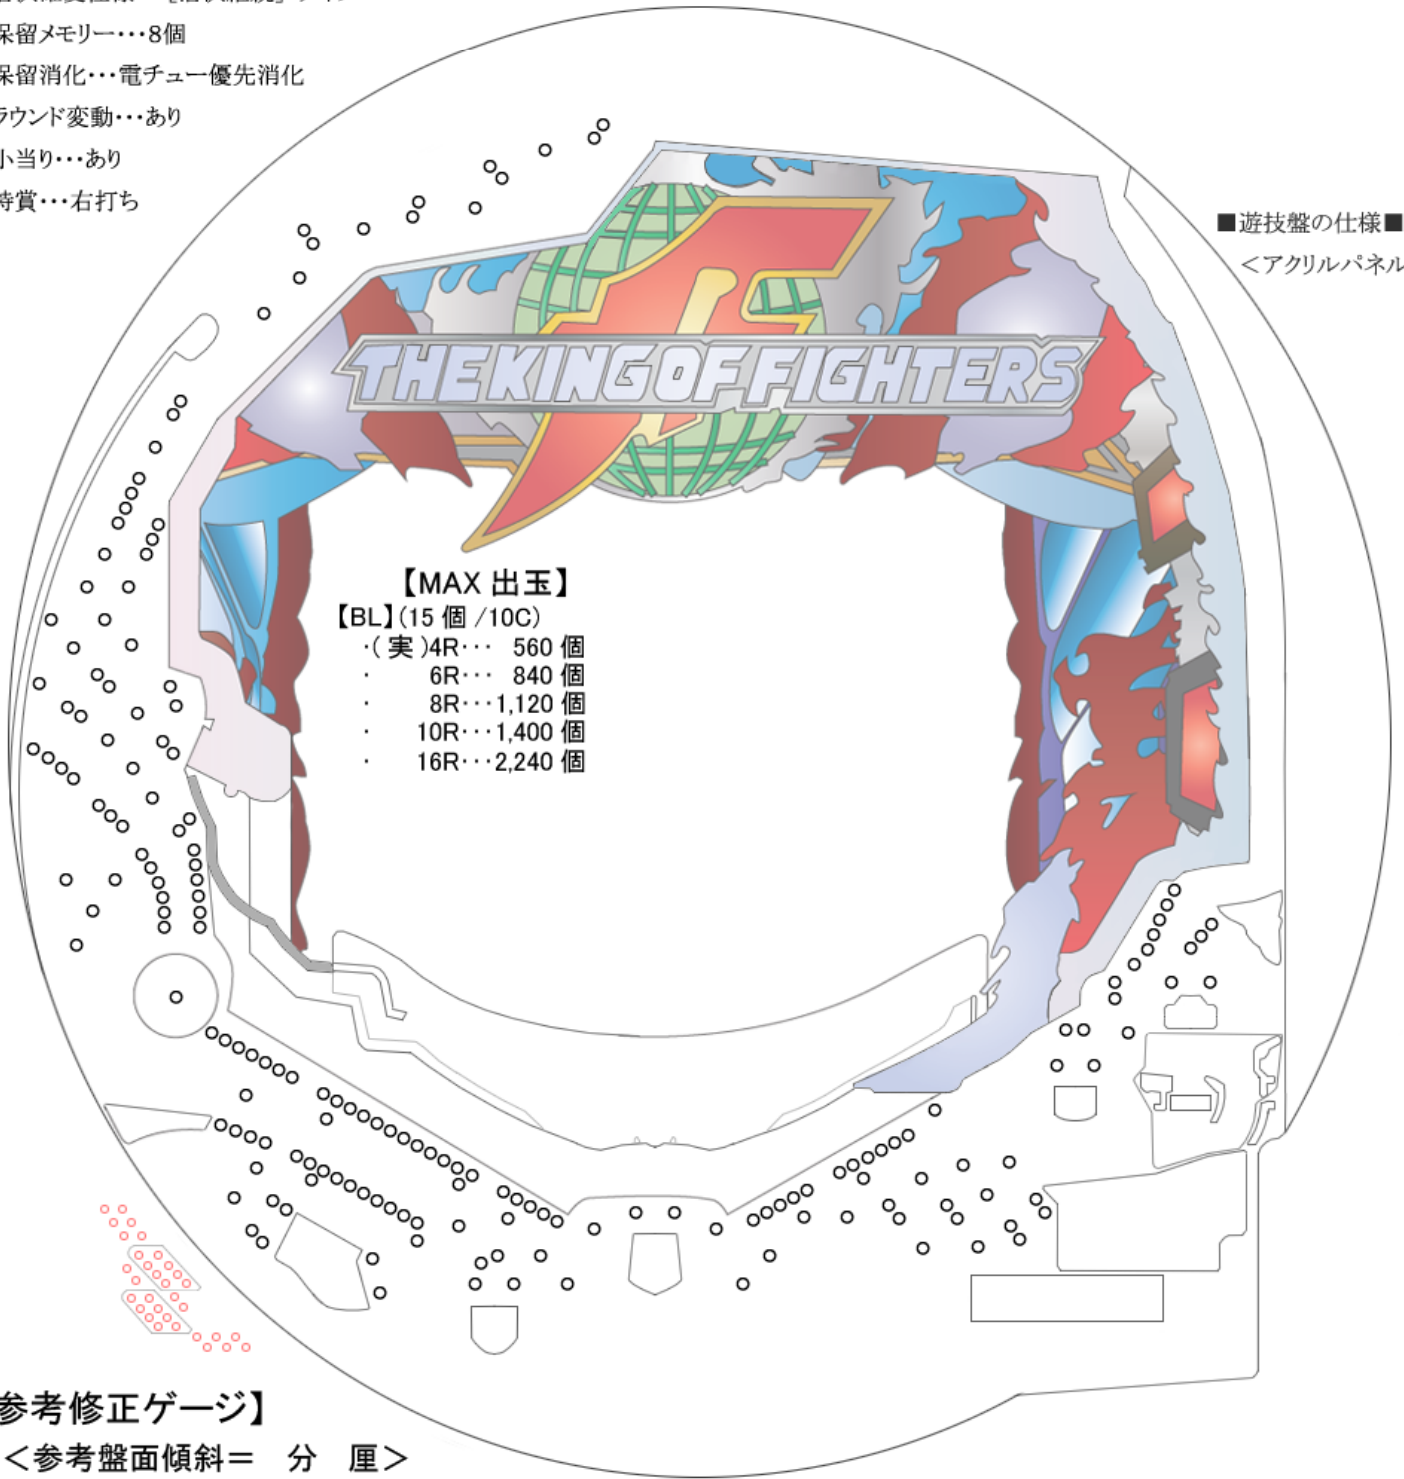 保留メモリー・・・8個
保留消化・・・電チュー優先消化
ラウンド変動・・・あり
小当り・・・あり
特賞・・・右打ち
■遊技盤の仕様■
＜アクリルパネル
THE KING OF FIGHTERS
【MAX 出玉】
【BL】(15 個 /10C)
・( 実 )4R・・・ 560 個
・ 6R・・・ 840 個
・ 8R・・・1,120 個
・ 10R・・・1,400 個
・ 16R・・・2,240 個
参考修正ゲージ】
＜参考盤面傾斜＝ 分 厘＞